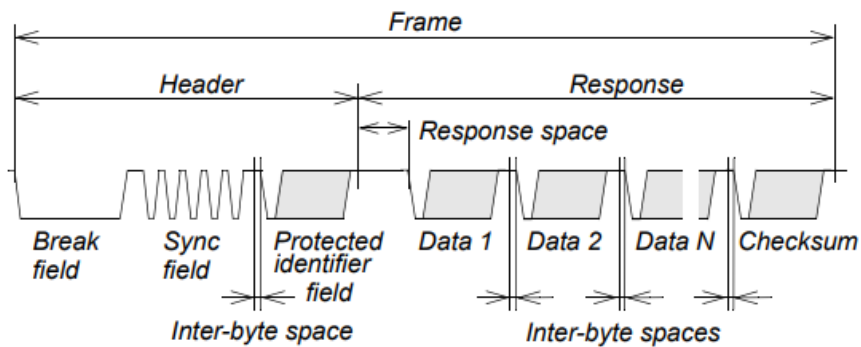 Frame
Header
Response
Response space
Break
field
Sync
field
Protected
identifier
field
Data 1
Data 2
Data N
Checksum
Inter-byte space
Inter-byte spaces